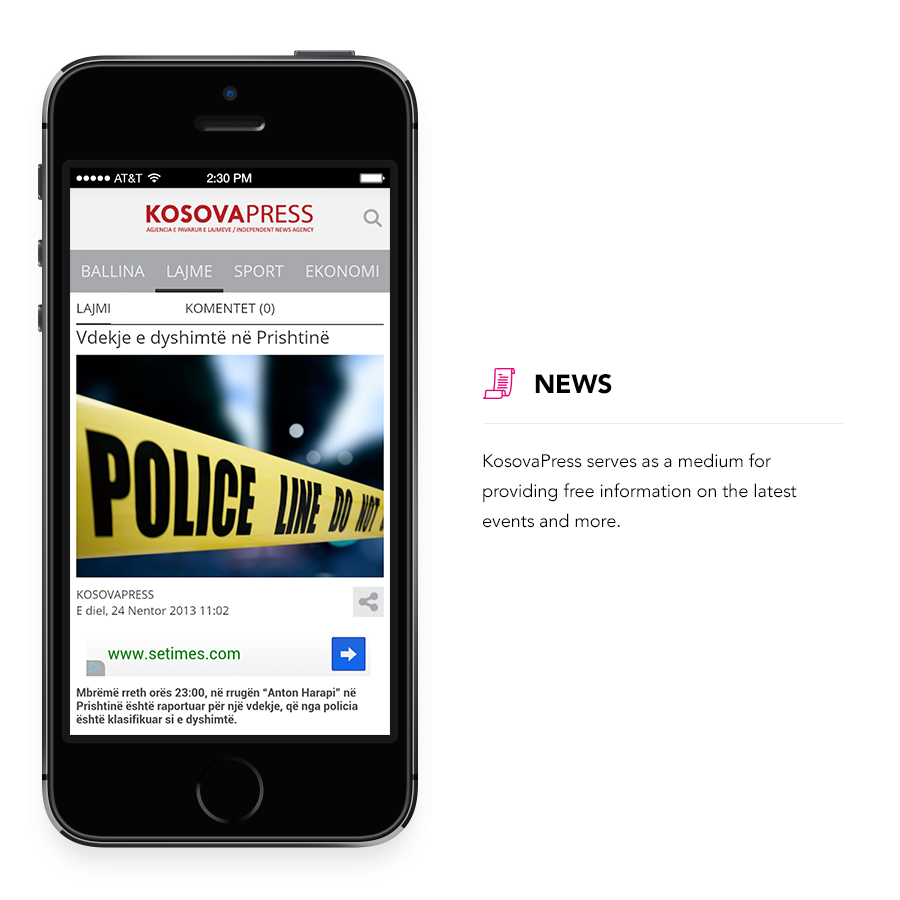 AT&T 2:30 PM
KOSOVAPRESS
AGJENCIA E PAVARUR E LAJMEVE / INDEPENDENT NEWS AGENCY
BALLINA LAJME SPORT EKONOMI
LAJMI KOMENTET (0)
Vdekje e dyshimtë në Prishtinë
POLICE LINE DO NOT
KOSOVAPRESS
E diel, 24 Nentor 2013 11:02
www.setimes.com
Mbrëmë rreth orës 23:00, në rrugën “Anton Harapi” në
Prishtinë është raportuar për një vdekje, që nga policia
është klasifikuar si e dyshimtë.
NEWS
KosovaPress serves as a medium for
providing free information on the latest
events and more.